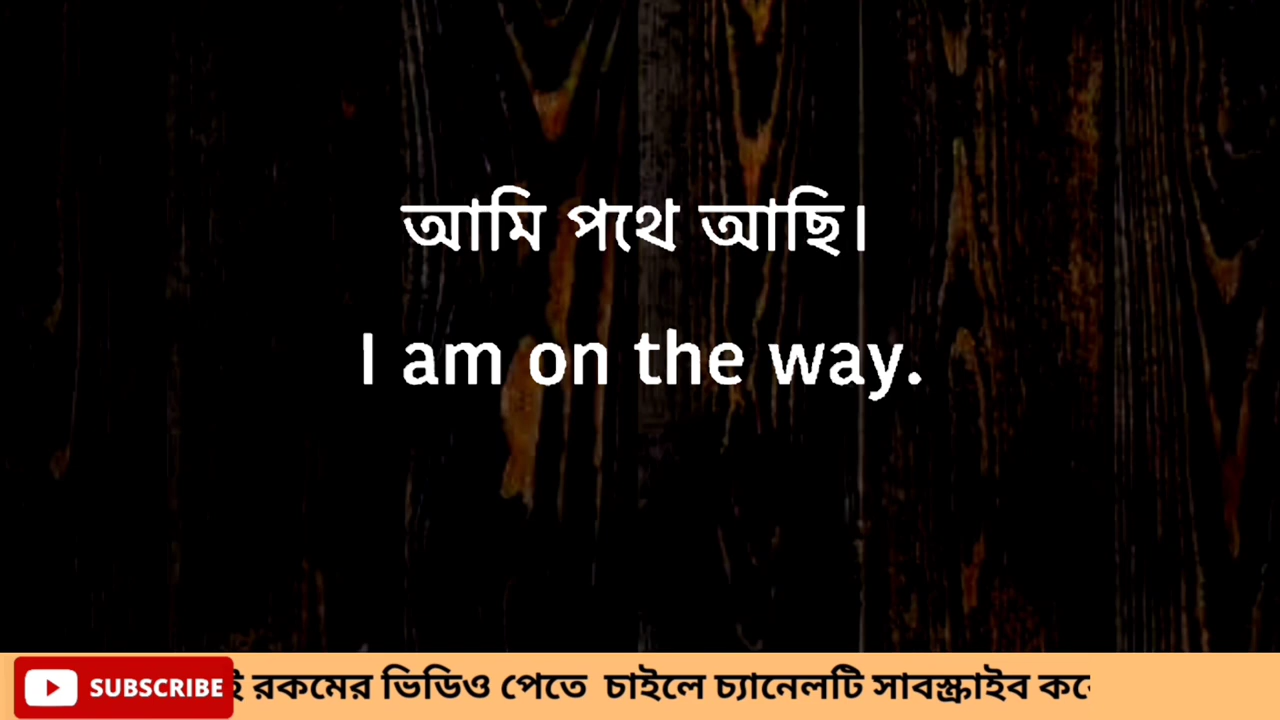 আমি পথে আছি।
I am on the way.
SUBSCRIBE রকমের ভিডিও পেতে চাইলে চ্যানেলটি সাবস্ক্রাইব